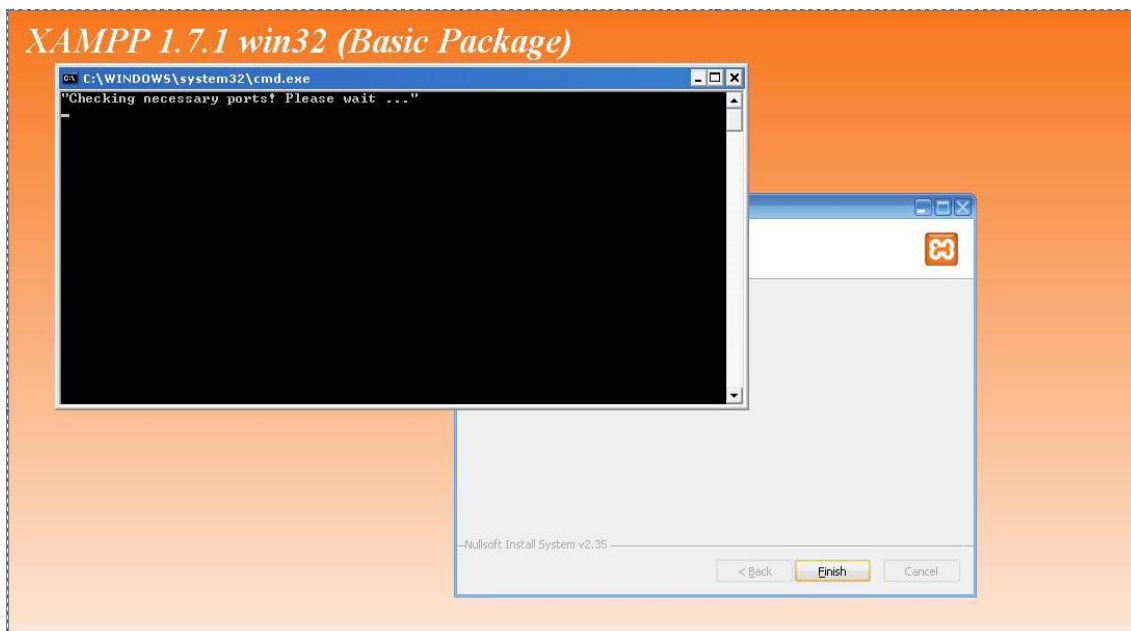 XAMPP 1.7.1 win32 (Basic Package)
C:\WINDOWS\system32\cmd.exe
"Checking necessary ports! Please wait ..."
Nullsoft Install System v2.35
< Back
Finish
Cancel